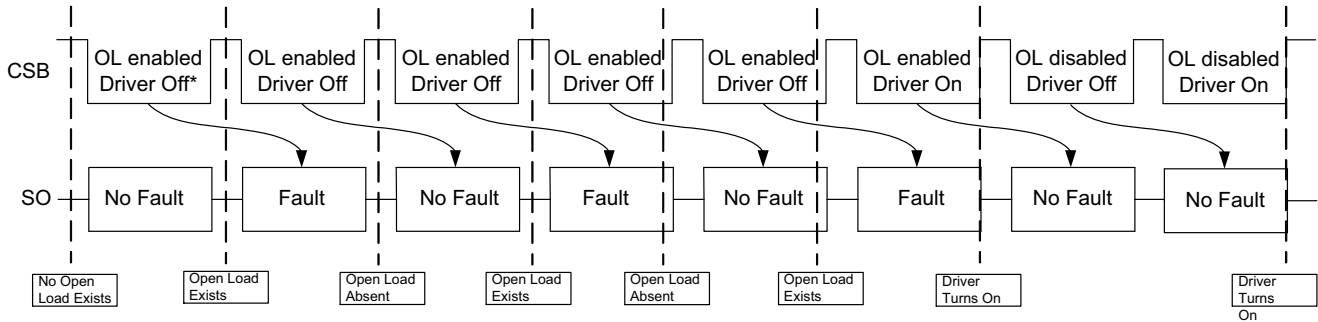 CSB
OL enabled
Driver Off*
OL enabled
Driver Off
OL enabled
Driver Off
OL enabled
Driver Off
OL enabled
Driver Off
OL enabled
Driver On
OL disabled
Driver Off
OL disabled
Driver On
SO
No Fault
Fault
No Fault
Fault
No Fault
Fault
No Fault
No Fault
No Open
Load Exists
Open Load
Exists
Open Load
Absent
Open Load
Exists
Open Load
Absent
Open Load
Exists
Driver
Turns On
Driver
Turns
On